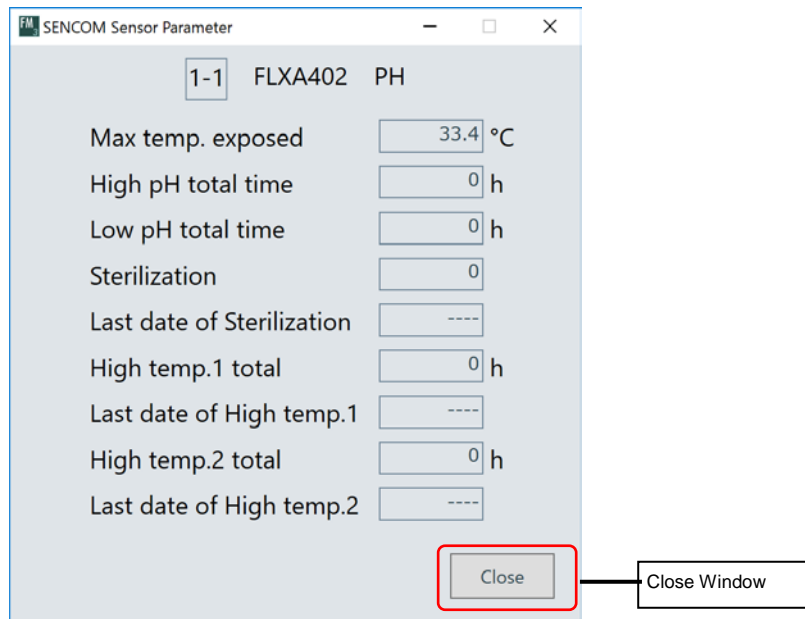 FM SENCOM Sensor Parameter
1-1 FLXA402 PH
Max temp. exposed 33.4 °C
High pH total time 0 h
Low pH total time 0 h
Sterilization 0
Last date of Sterilization ----
High temp.1 total 0 h
Last date of High temp.1 ----
High temp.2 total 0 h
Last date of High temp.2 ----
Close
Close Window